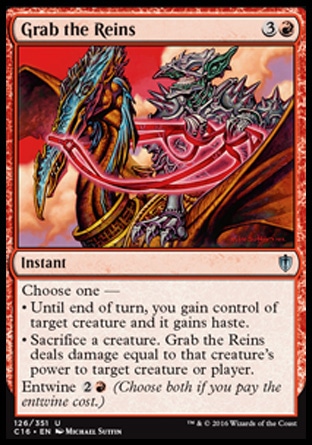 Grab the Reins 3
Instant
Choose one —
• Until end of turn, you gain control of
target creature and it gains haste.
• Sacrifice a creature. Grab the Reins
deals damage equal to that creature's
power to target creature or player.
Entwine 2 (Choose both if you pay the
entwine cost.)
126/351 U
C16 • EN MICHAEL SUTFIN
™ & © 2016 Wizards of the Coast